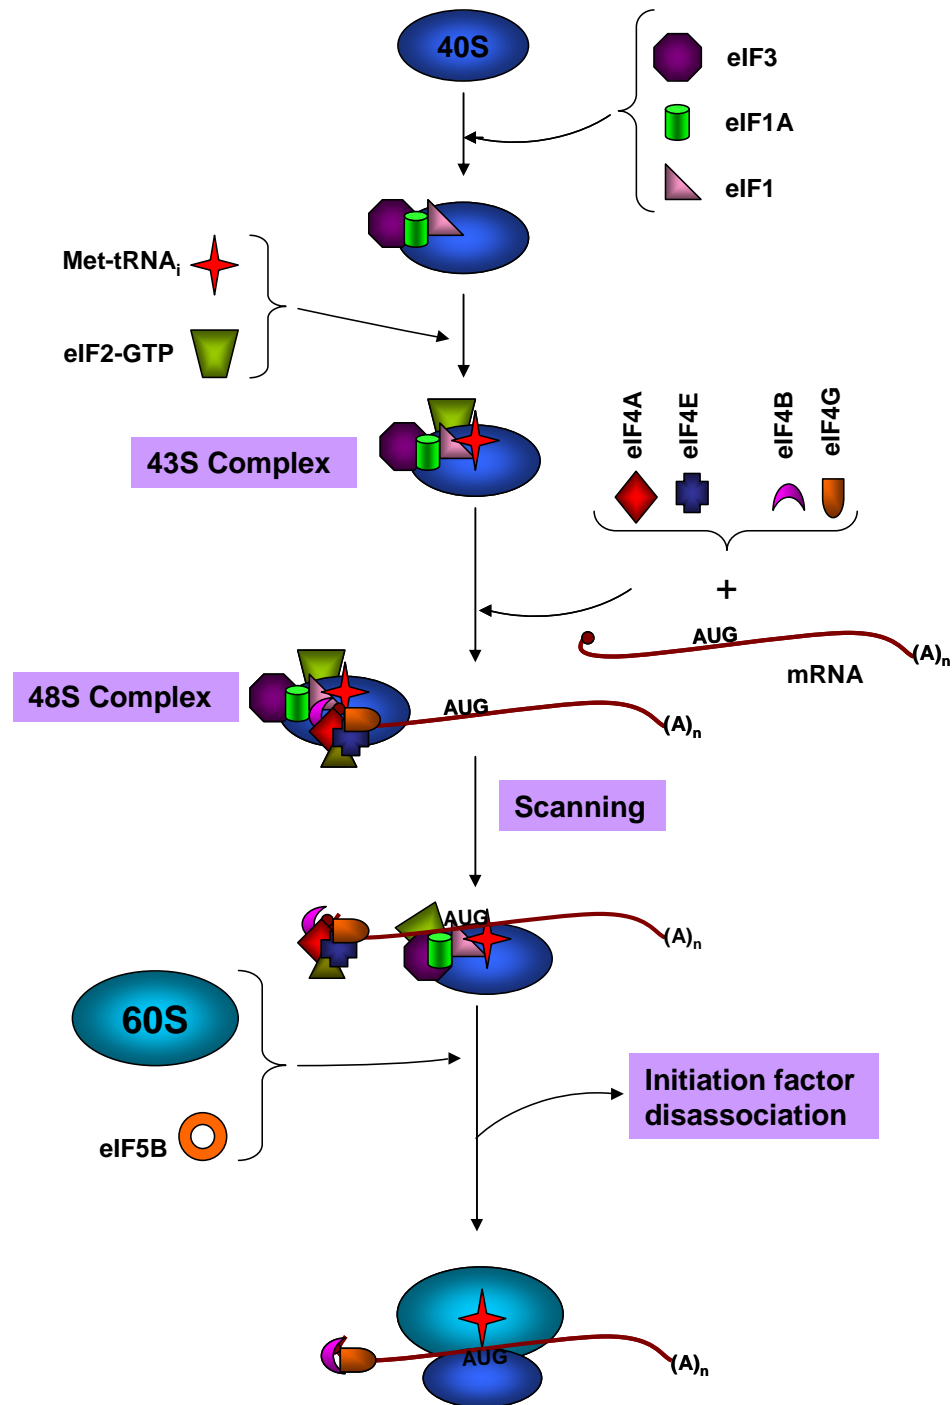 40S
eIF3
eIF1A
eIF1
Met-tRNAi
eIF2-GTP
eIF4A
eIF4E
eIF4B
eIF4G
43S Complex
+
AUG
(A)n
mRNA
48S Complex
AUG
(A)n
Scanning
AUG
(A)n
60S
eIF5B
Initiation factor
disassociation
AUG
(A)n